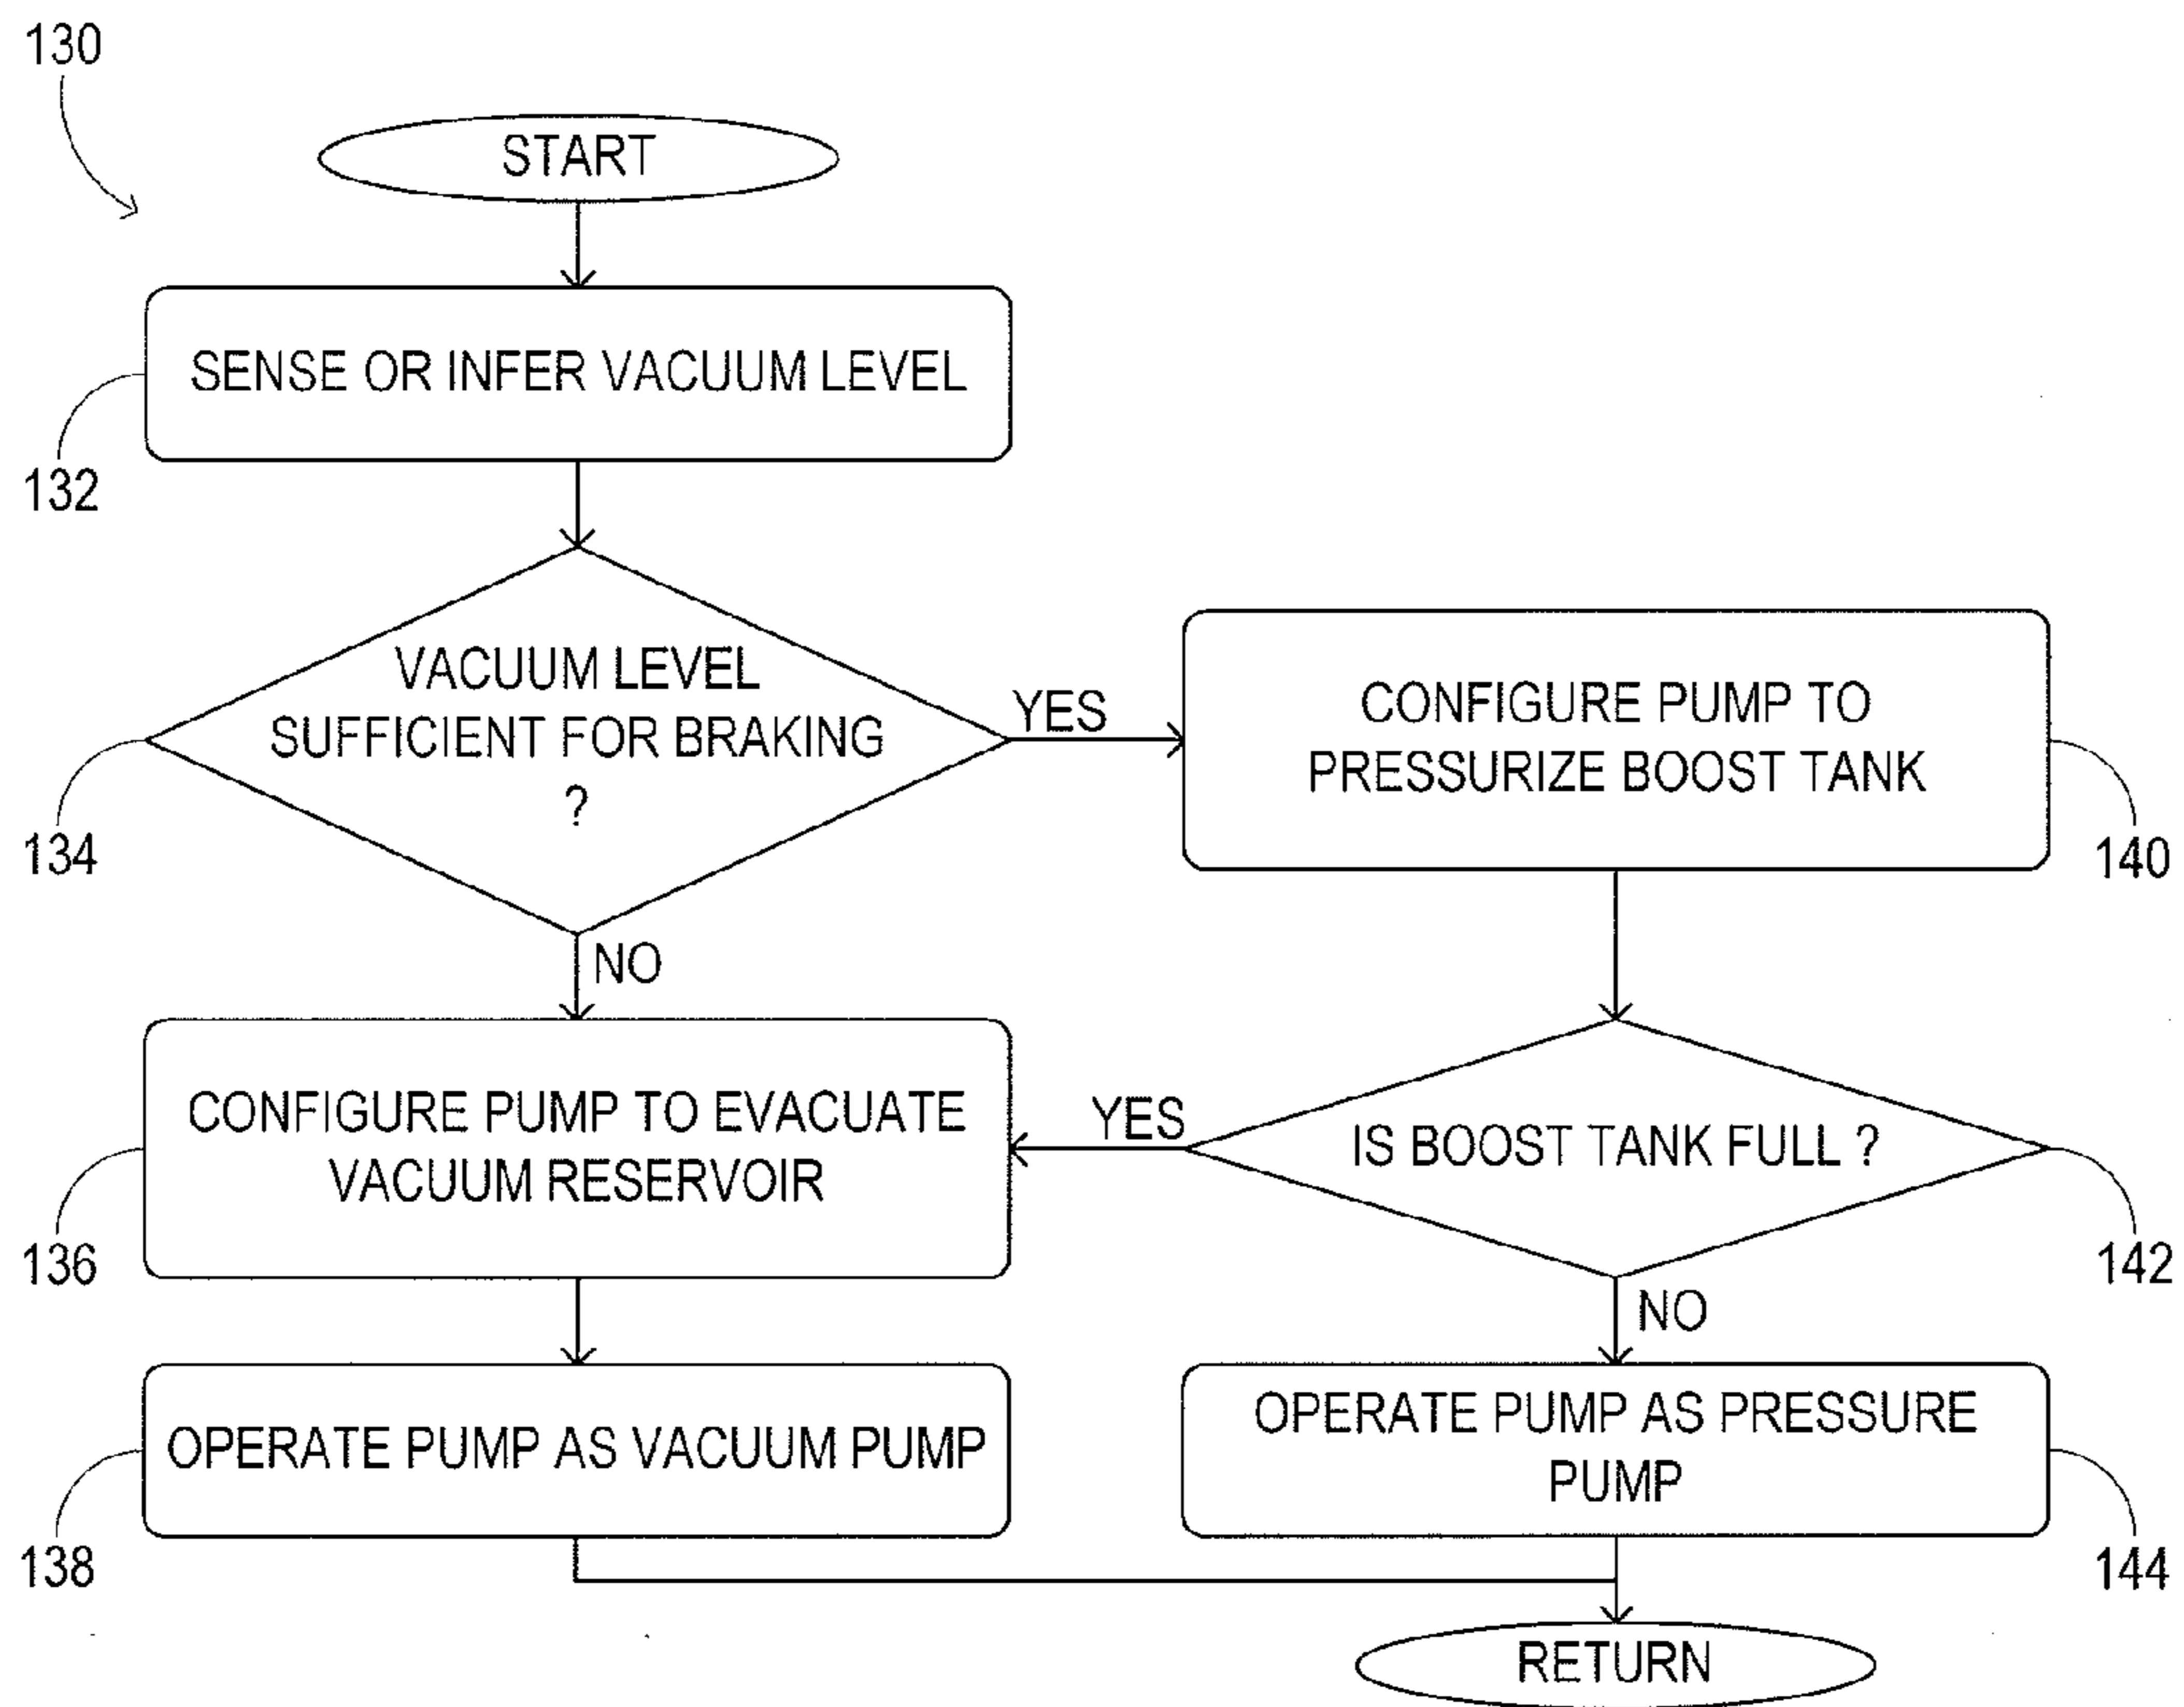 130
START
SENSE OR INFER VACUUM LEVEL
132
VACUUM LEVEL
SUFFICIENT FOR BRAKING
?
134
YES
CONFIGURE PUMP TO
PRESSURIZE BOOST TANK
140
NO
CONFIGURE PUMP TO EVACUATE
VACUUM RESERVOIR
136
YES
IS BOOST TANK FULL ?
142
NO
OPERATE PUMP AS VACUUM PUMP
138
OPERATE PUMP AS PRESSURE
PUMP
144
RETURN